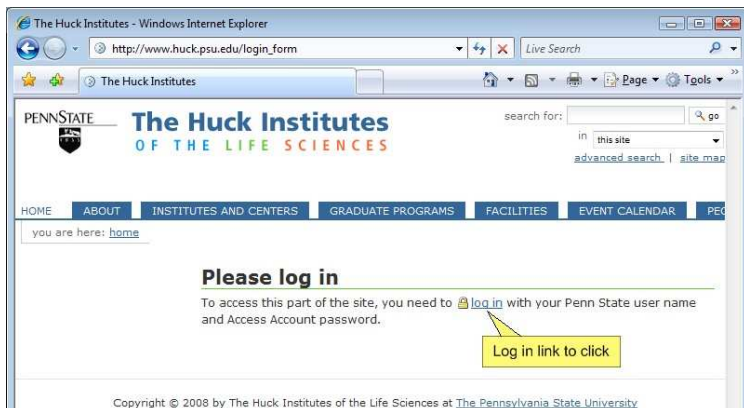 The Huck Institutes - Windows Internet Explorer
http://www.huck.psu.edu/login_form
Live Search
The Huck Institutes
Page
Tools
PENNSTATE
1855
The Huck Institutes
OF THE LIFE SCIENCES
search for:
go
in this site
advanced search | site map
HOME ABOUT INSTITUTES AND CENTERS GRADUATE PROGRAMS FACILITIES EVENT CALENDAR PEO
you are here: home
Please log in
To access this part of the site, you need to log in with your Penn State user name
and Access Account password.
Log in link to click
Copyright © 2008 by The Huck Institutes of the Life Sciences at The Pennsylvania State University